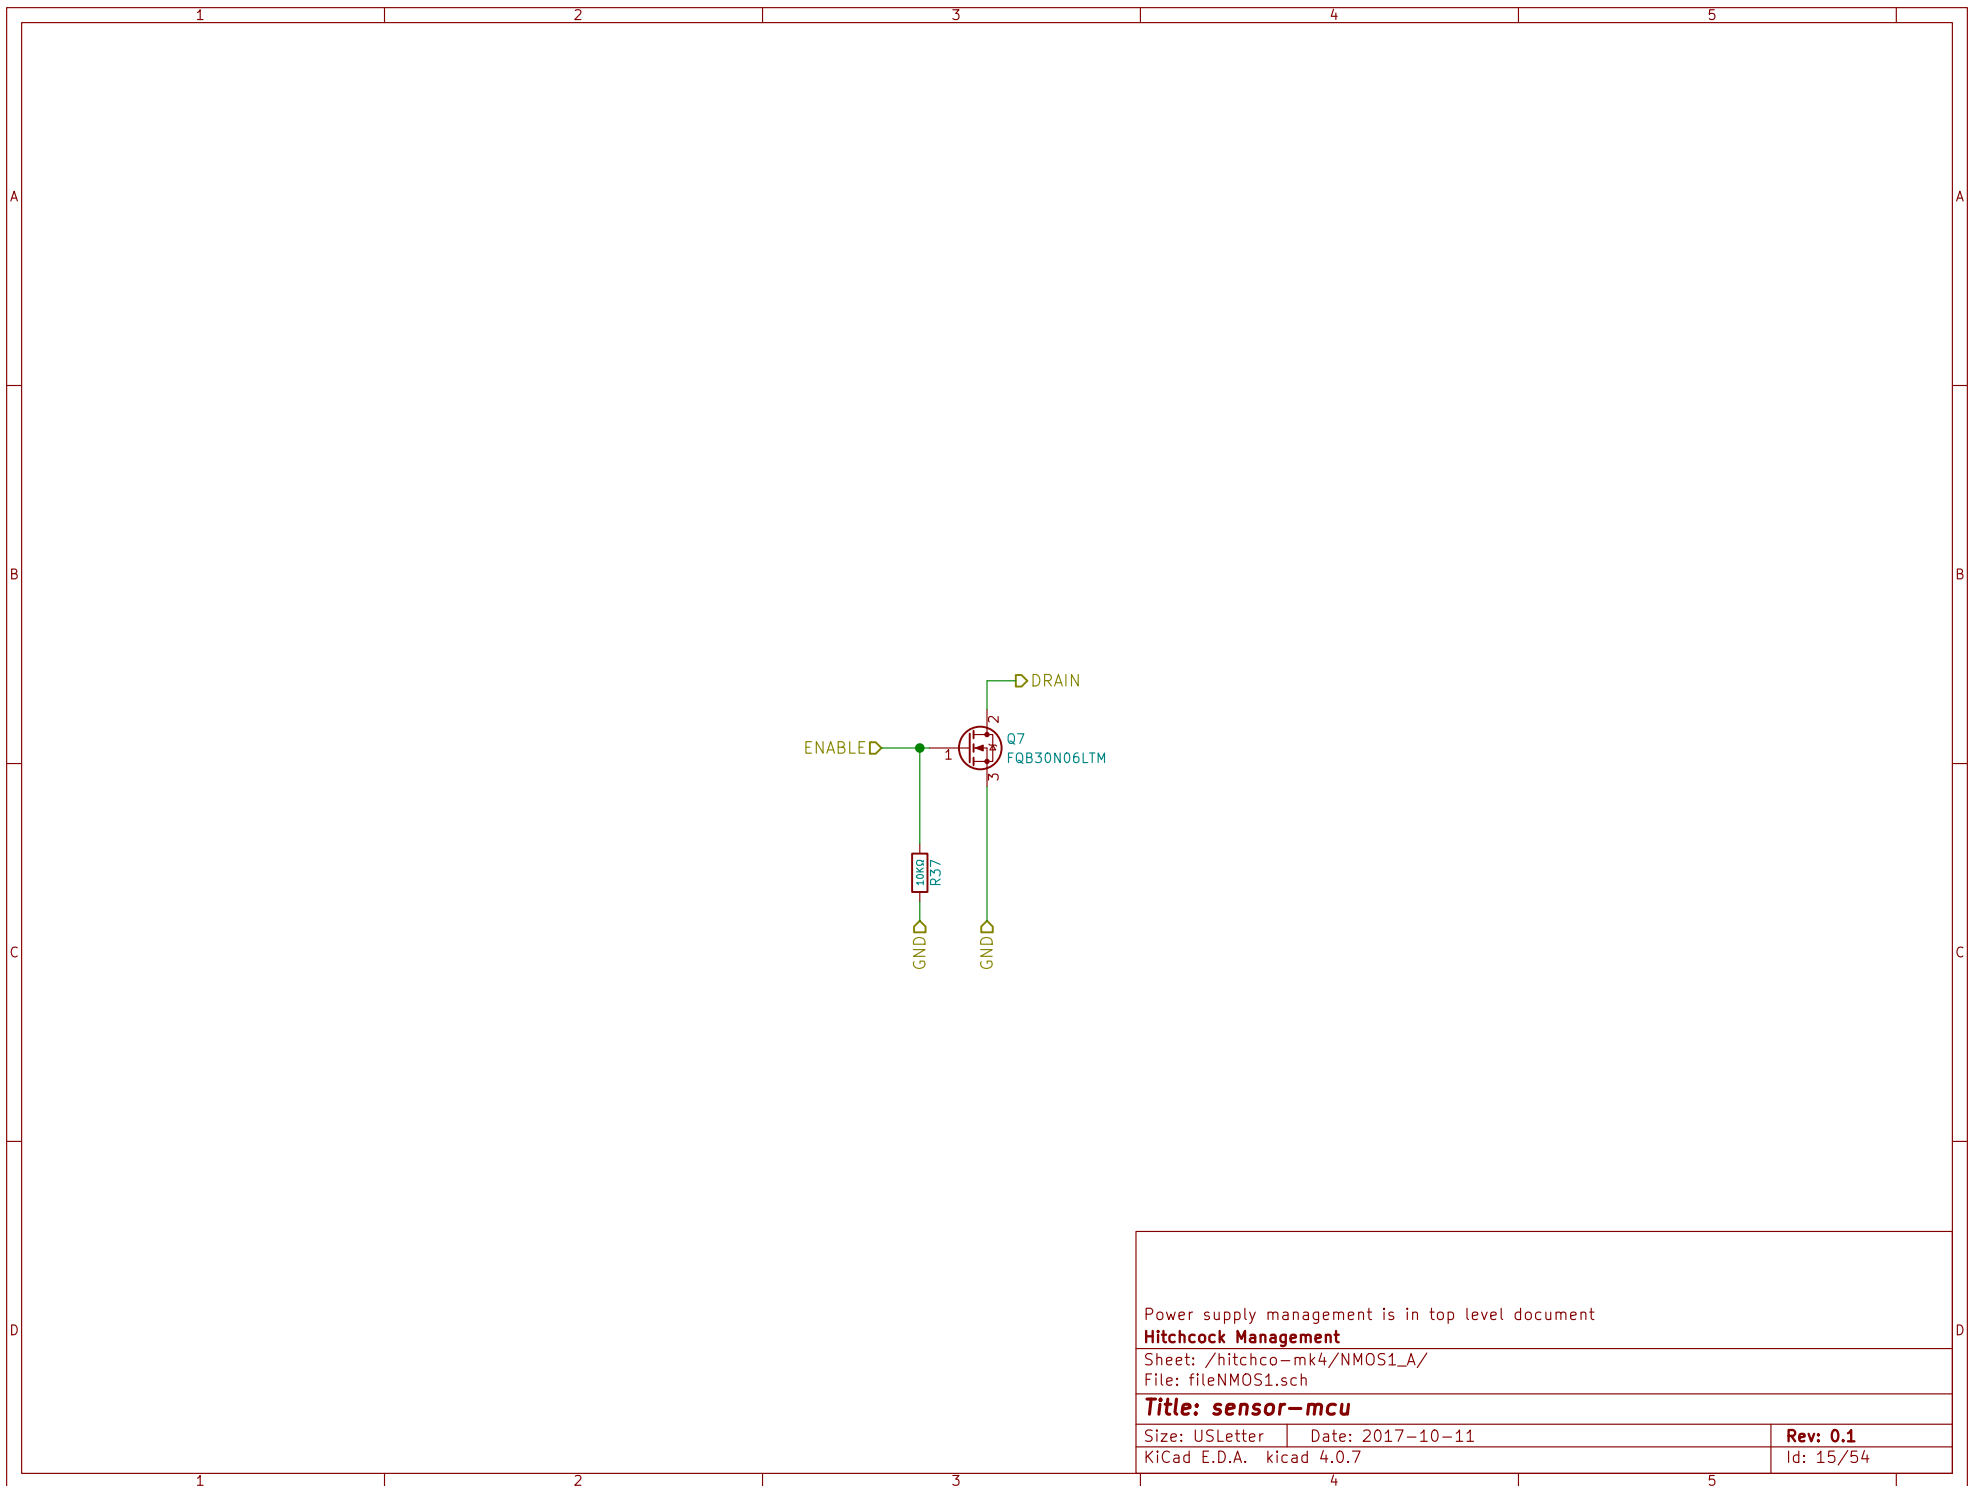 1 2 3 4 5
A A
B B
DRAIN
2
Q7
ENABLE
1
FQB30N06LTM
3
10KΩ
R37
GND GND
C C
Power supply management is in top level document
D D
Hitchcock Management
Sheet: /hitchco-mk4/NMOS1_A/
File: fileNMOS1.sch
Title: sensor-mcu
Size: USLetter Date: 2017-10-11 Rev: 0.1
KiCad E.D.A. kicad 4.0.7 Id: 15/54
1 2 3 4 5